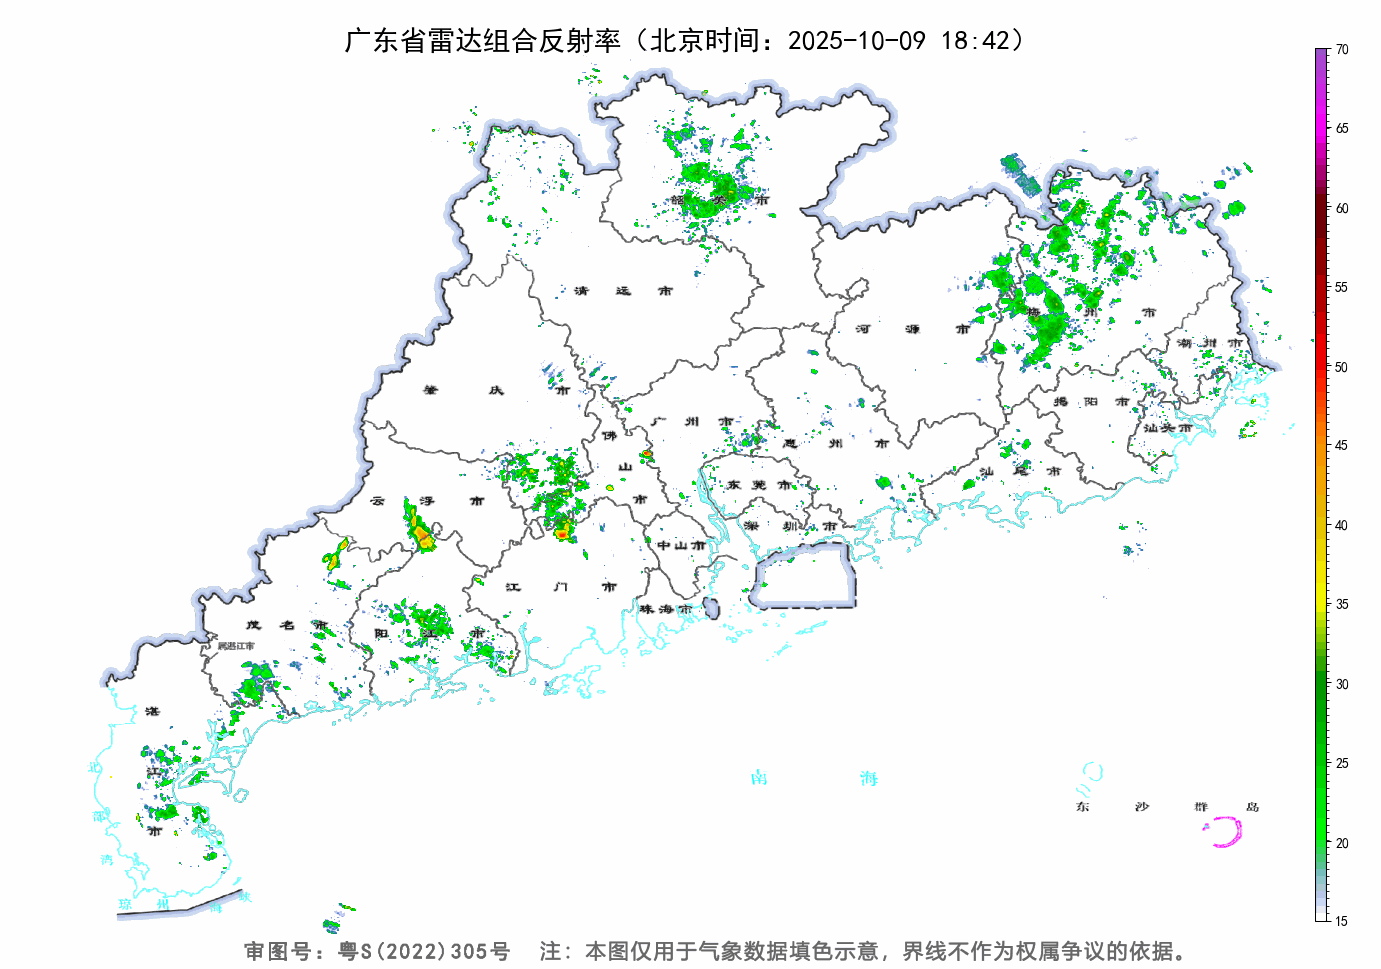 广东省雷达组合反射率（北京时间：2025-10-09 18:42）
70
65
60
55
50
45
40
35
30
25
20
15
韶关市
清远市
河源市
梅州市
潮州市
肇庆市
广州市
揭阳市
汕头市
佛山市
惠州市
汕尾市
云浮市
东莞市
深圳市
中山市
江门市
珠海市
茂名市
阳江市
属湛江市
湛江市
南海
东沙群岛
北部湾
琼州海峡
审图号：粤S(2022)305号 注：本图仅用于气象数据填色示意，界线不作为权属争议的依据。